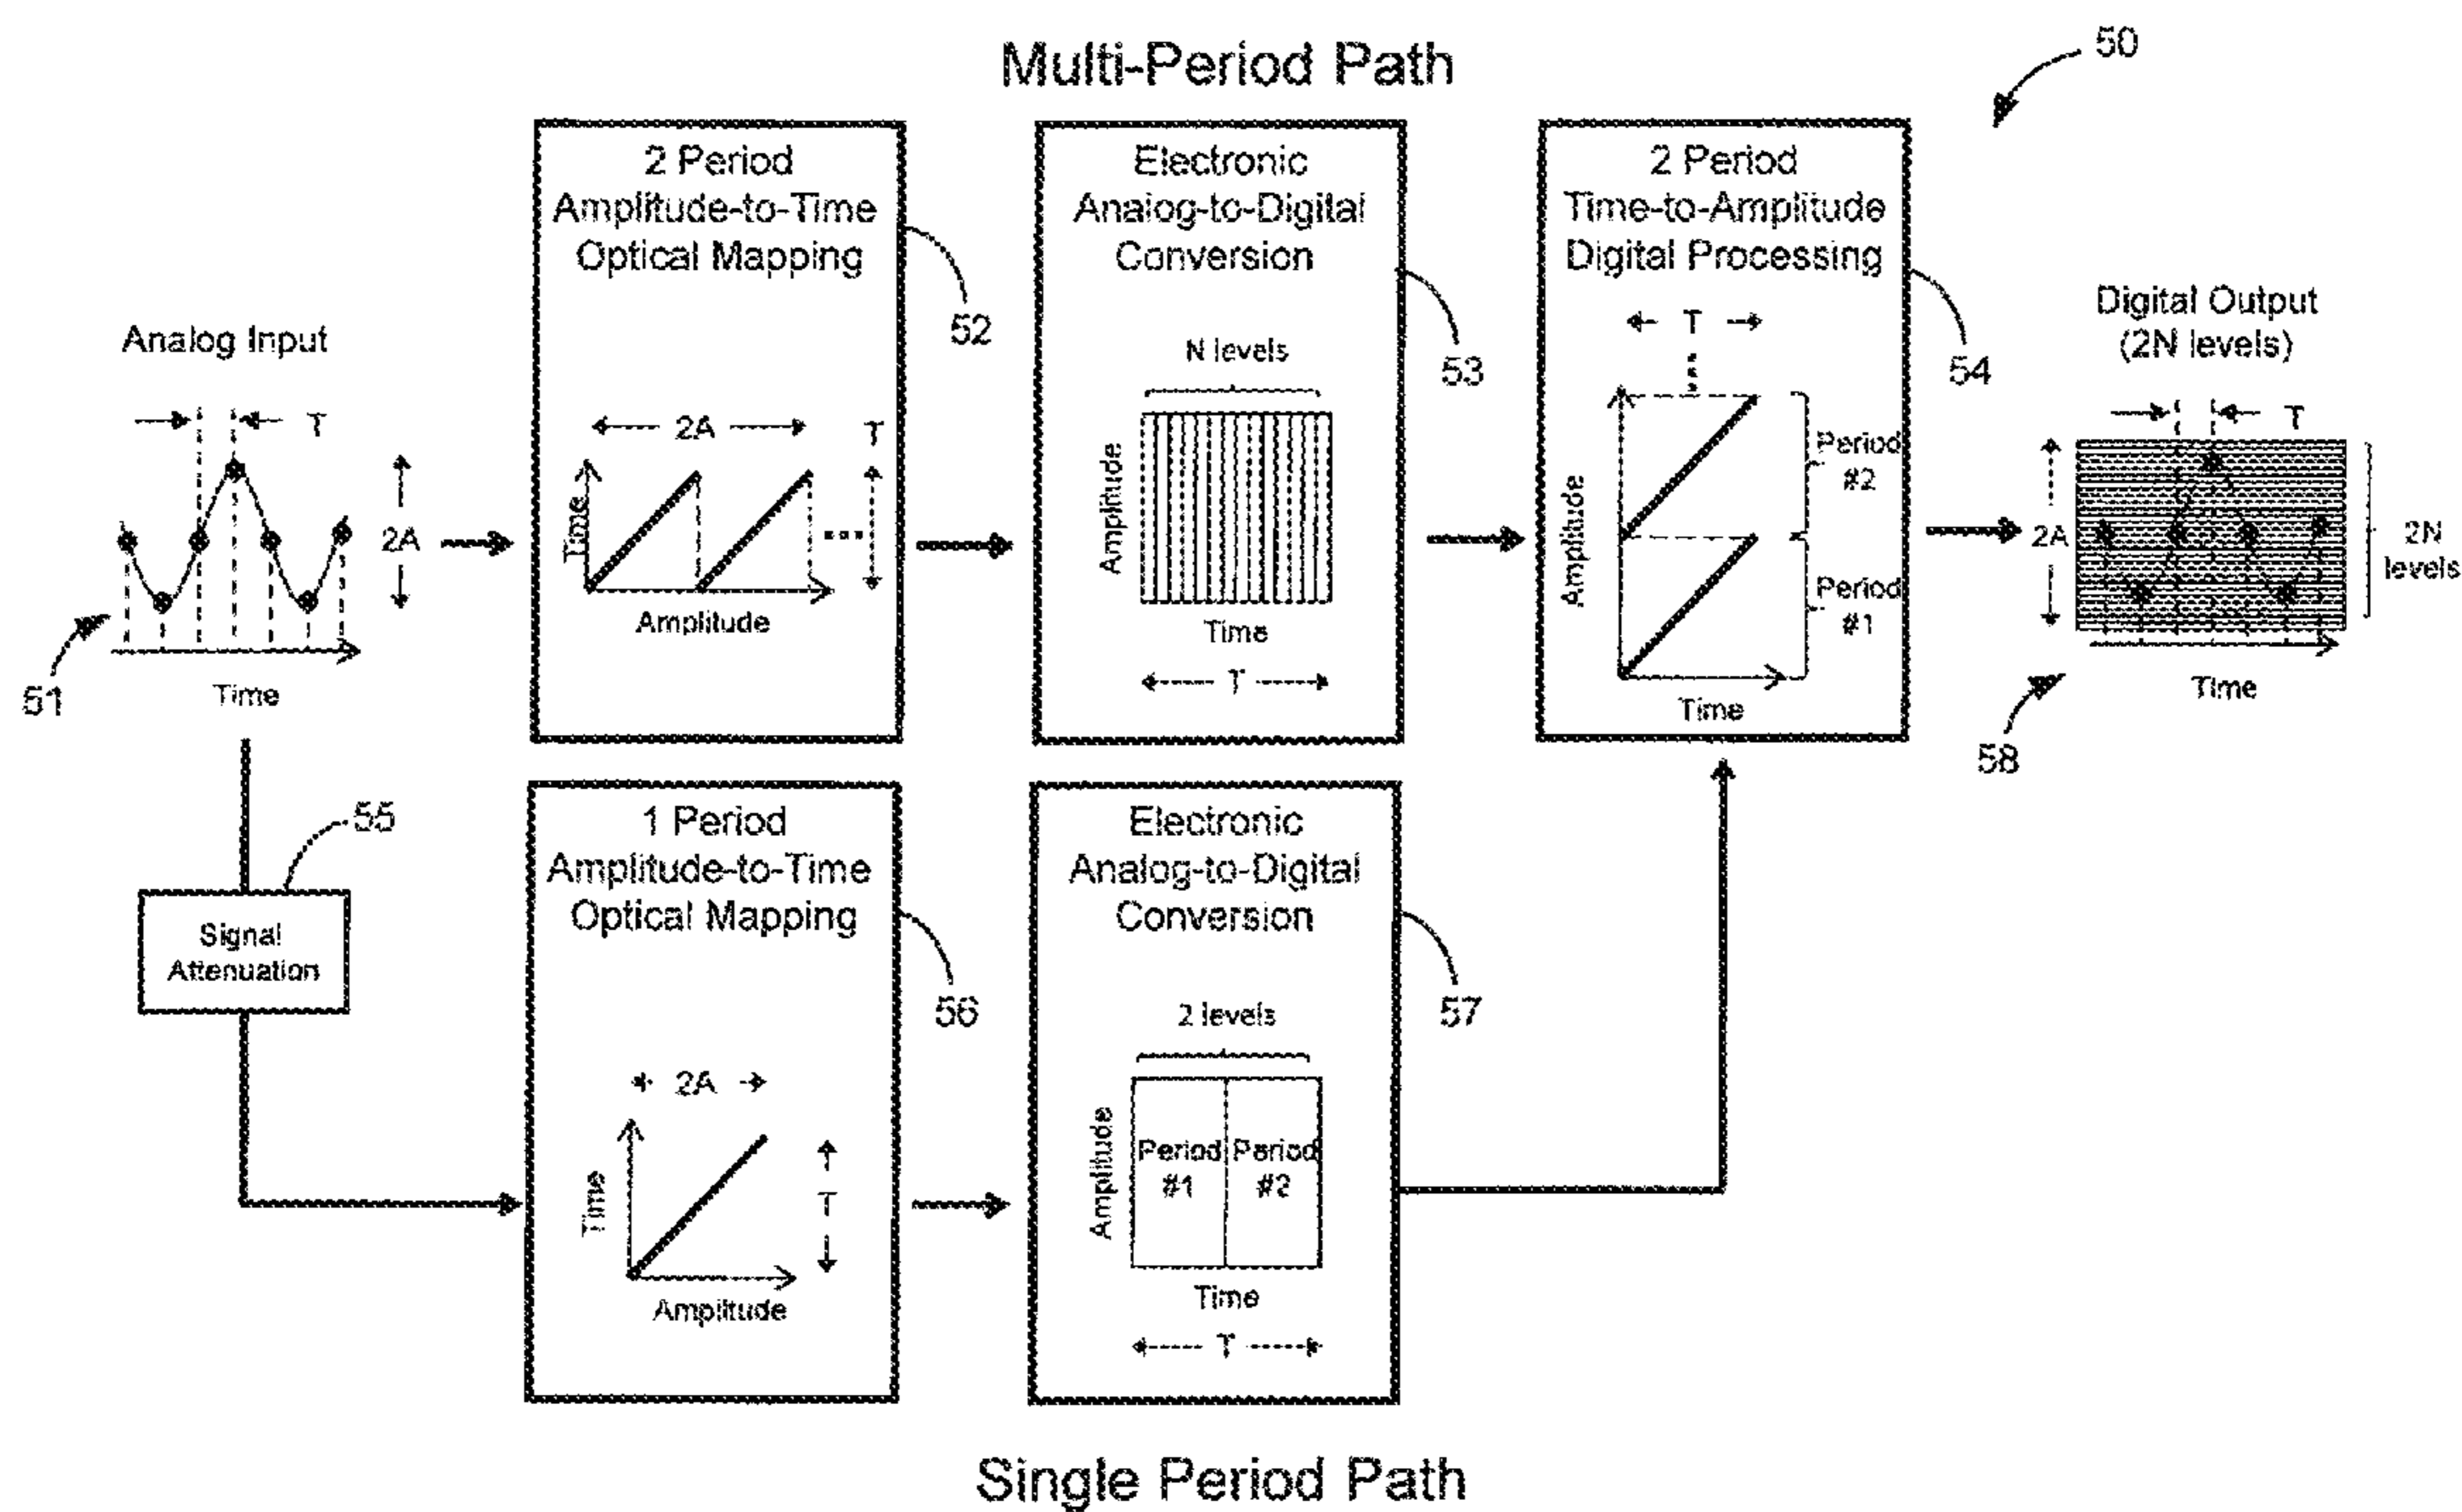 Multi-Period Path
50
2 Period
Amplitude-to-Time
Optical Mapping
52
2A
T
Time
Amplitude
Electronic
Analog-to-Digital
Conversion
53
N levels
Amplitude
Time
T
2 Period
Time-to-Amplitude
Digital Processing
54
T
Period
#2
Period
#1
Amplitude
Time
Analog Input
T
2A
51
Time
Digital Output
(2N levels)
T
2A
2N
levels
Time
58
55
Signal
Attenuation
1 Period
Amplitude-to-Time
Optical Mapping
56
2A
T
Time
Amplitude
Electronic
Analog-to-Digital
Conversion
57
2 levels
Amplitude
Period
#1
Period
#2
Time
T
Single Period Path